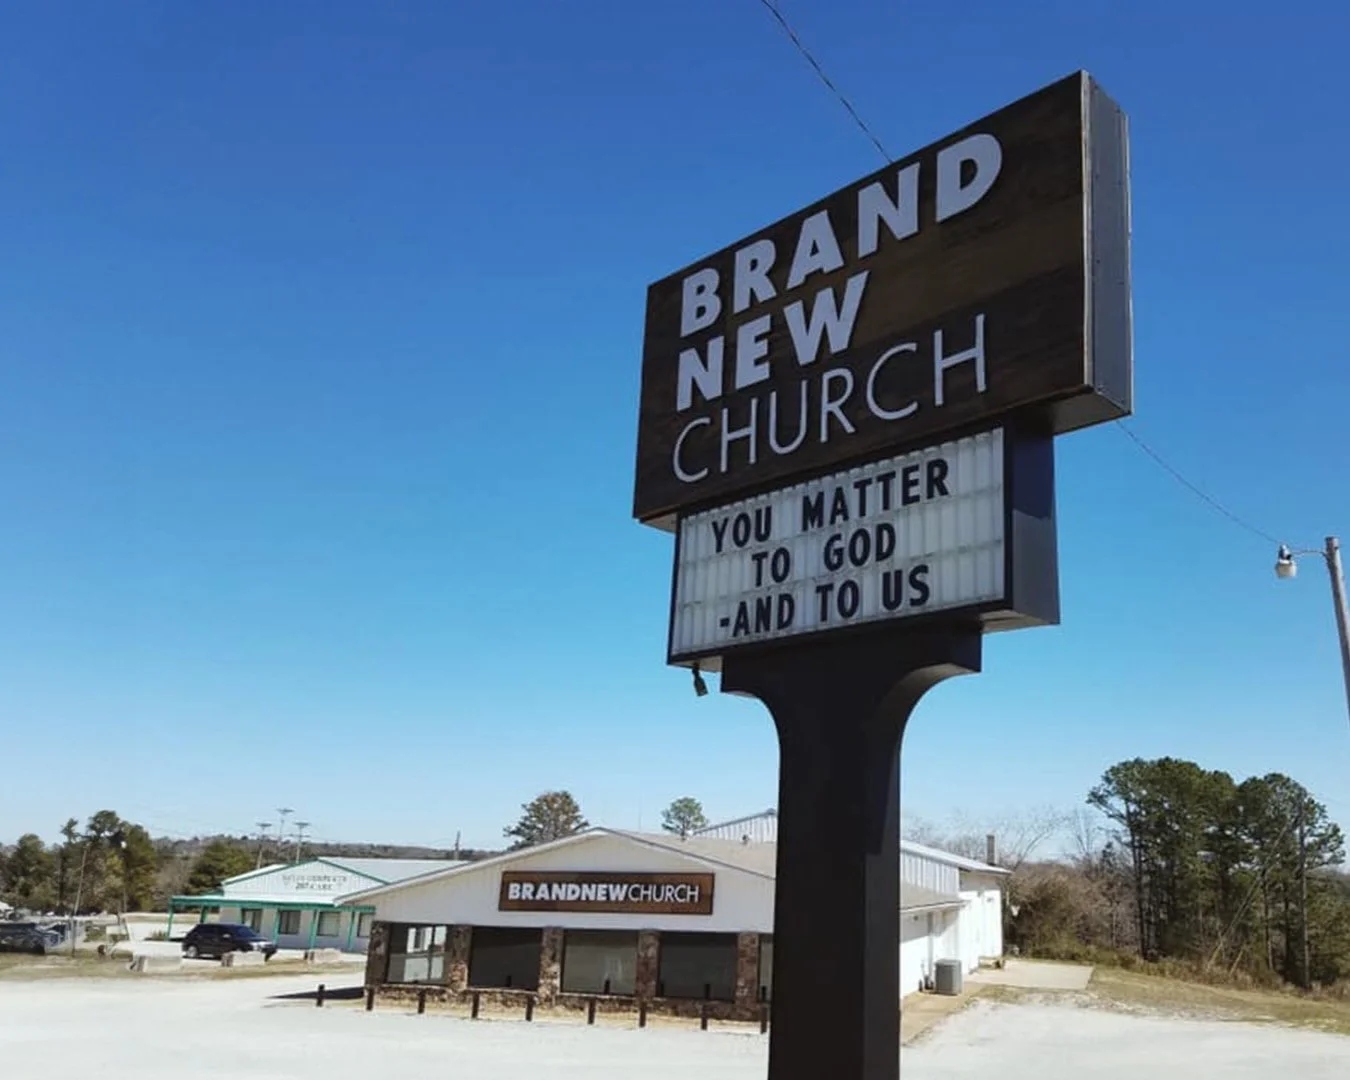 BRAND
NEW
CHURCH
YOU MATTER
TO GOD
-AND TO US
BRANDNEWCHURCH